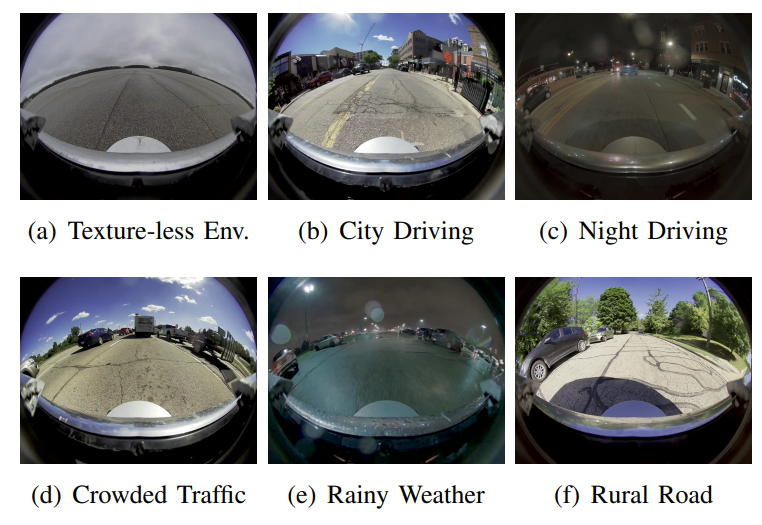 (a) Texture-less Env.
(b) City Driving
(c) Night Driving
(d) Crowded Traffic
(e) Rainy Weather
(f) Rural Road